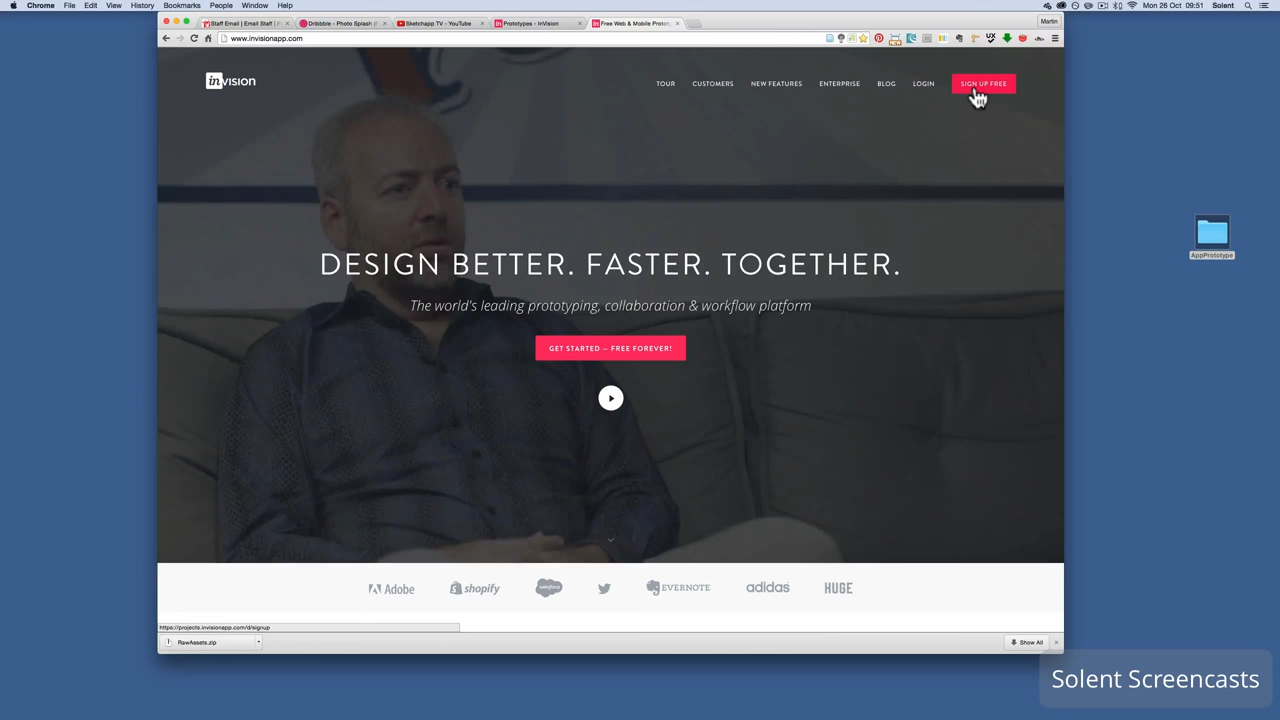 Chrome File Edit View History Bookmarks People Window Help
Mon 26 Oct 09:51 Solent
Staff Email | Email Staff | P
Dribbble - Photo Splash (F
Sketchapp TV - YouTube
Prototypes - InVision
Free Web & Mobile Protot
Martin
www.invisionapp.com
NEW
UX
invision
TOUR CUSTOMERS NEW FEATURES ENTERPRISE BLOG LOGIN SIGN UP FREE
AppPrototype
DESIGN BETTER. FASTER. TOGETHER.
The world's leading prototyping, collaboration & workflow platform
GET STARTED — FREE FOREVER!
Adobe shopify salesforce EVERNOTE adidas HUGE
https://projects.invisionapp.com/d/signup
RawAssets.zip
Show All
Solent Screencasts